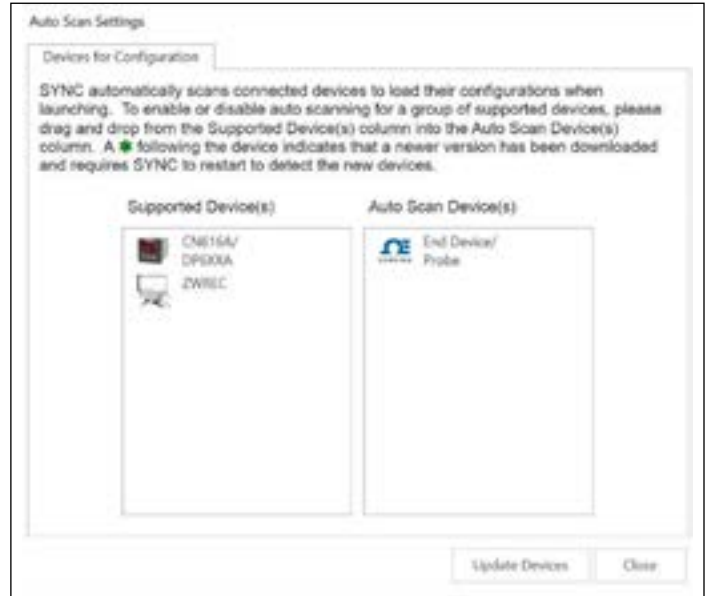 Auto Scan Settings
Devices for Configuration
SYNC automatically scans connected devices to load their configurations when
launching. To enable or disable auto scanning for a group of supported devices, please
drag and drop from the Supported Device(s) column into the Auto Scan Device(s)
column. A ✱ following the device indicates that a newer version has been downloaded
and requires SYNC to restart to detect the new devices.
Supported Device(s)
Auto Scan Device(s)
CN616A/
DP6XXA
ZWREC
End Device/
Probe
Update Devices
Close